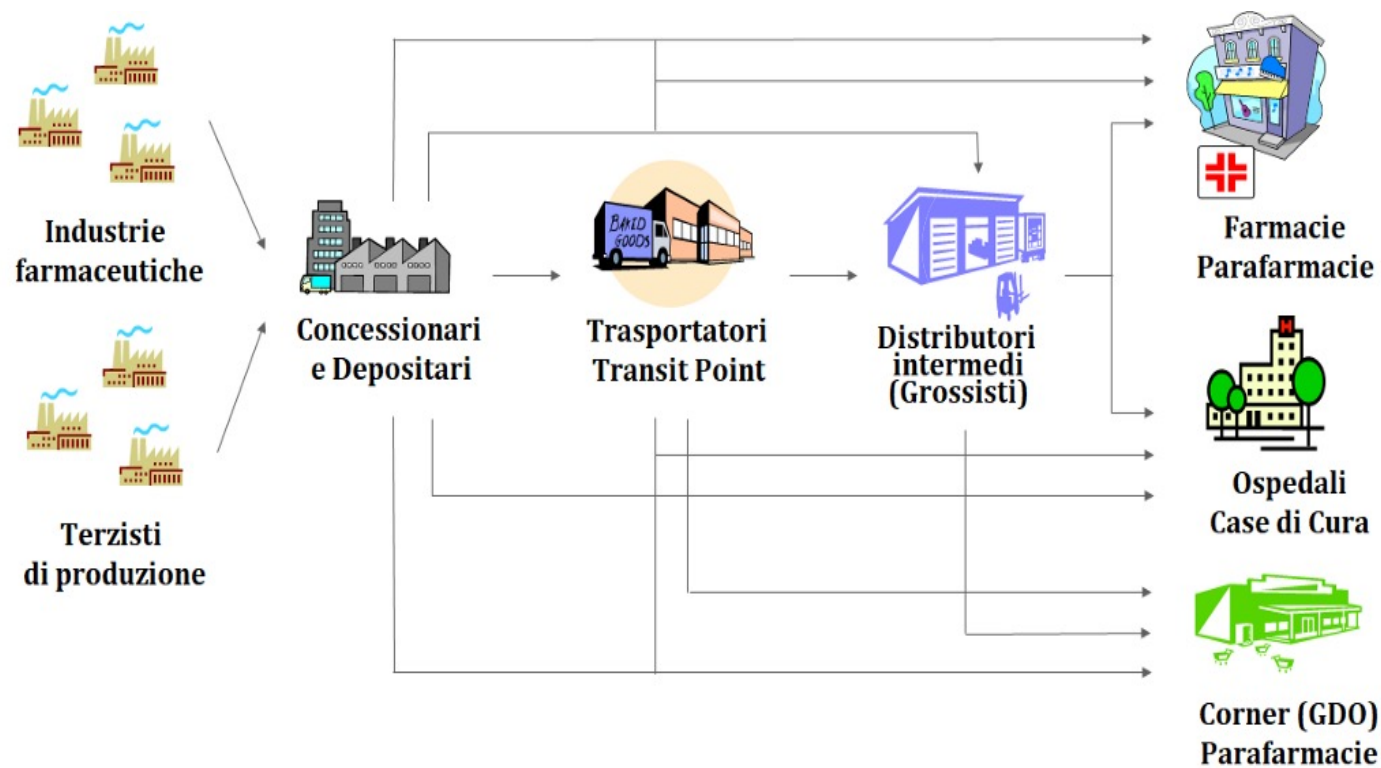 Industrie
farmaceutiche
Terzisti
di produzione
Concessionari
e Depositari
BAKED
GOODS
Trasportatori
Transit Point
Distributori
intermedi
(Grossisti)
Farmacie
Parafarmacie
H
Ospedali
Case di Cura
Corner (GDO)
Parafarmacie